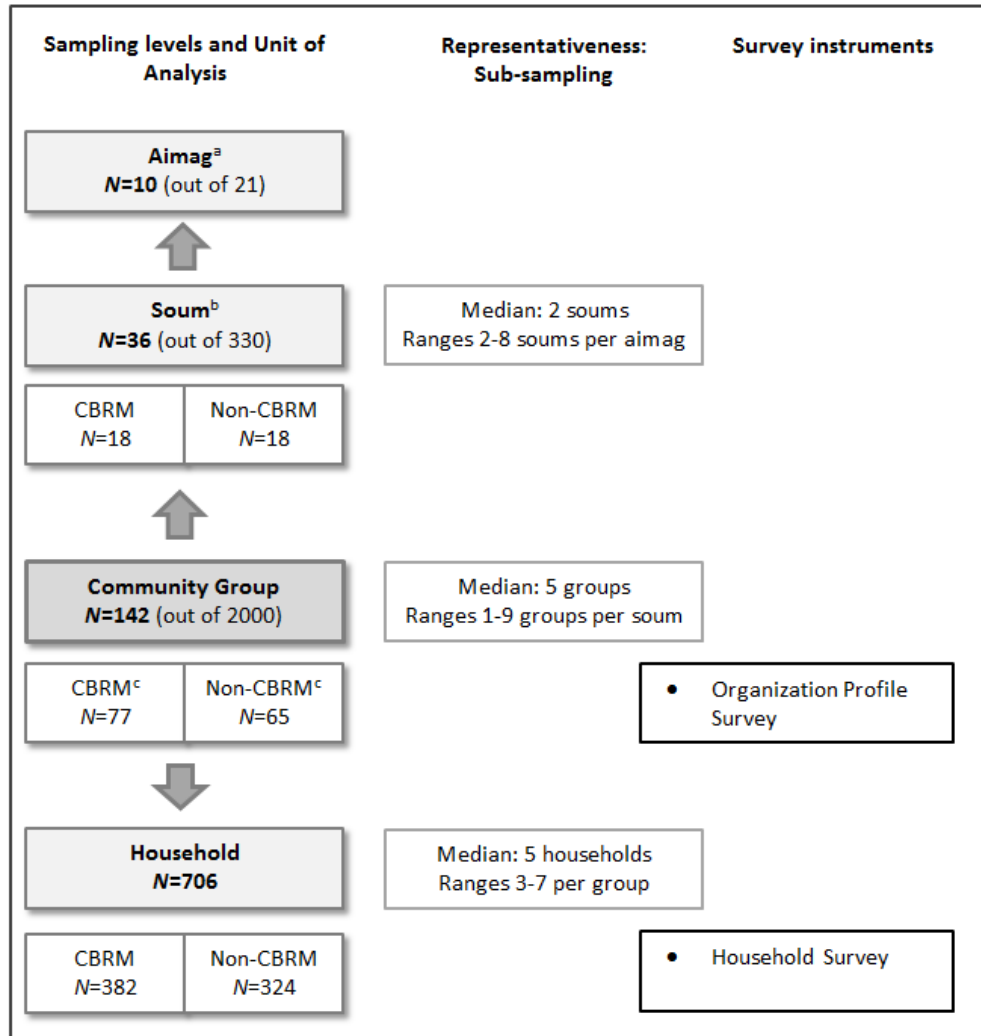 Sampling levels and Unit of
Analysis
Representativeness:
Sub-sampling
Survey instruments
Aimagᵃ
N=10 (out of 21)
Soumᵇ
N=36 (out of 330)
Median: 2 soums
Ranges 2-8 soums per aimag
CBRM
N=18
Non-CBRM
N=18
Community Group
N=142 (out of 2000)
Median: 5 groups
Ranges 1-9 groups per soum
CBRMᶜ
N=77
Non-CBRMᶜ
N=65
• Organization Profile
Survey
Household
N=706
Median: 5 households
Ranges 3-7 per group
CBRM
N=382
Non-CBRM
N=324
• Household Survey